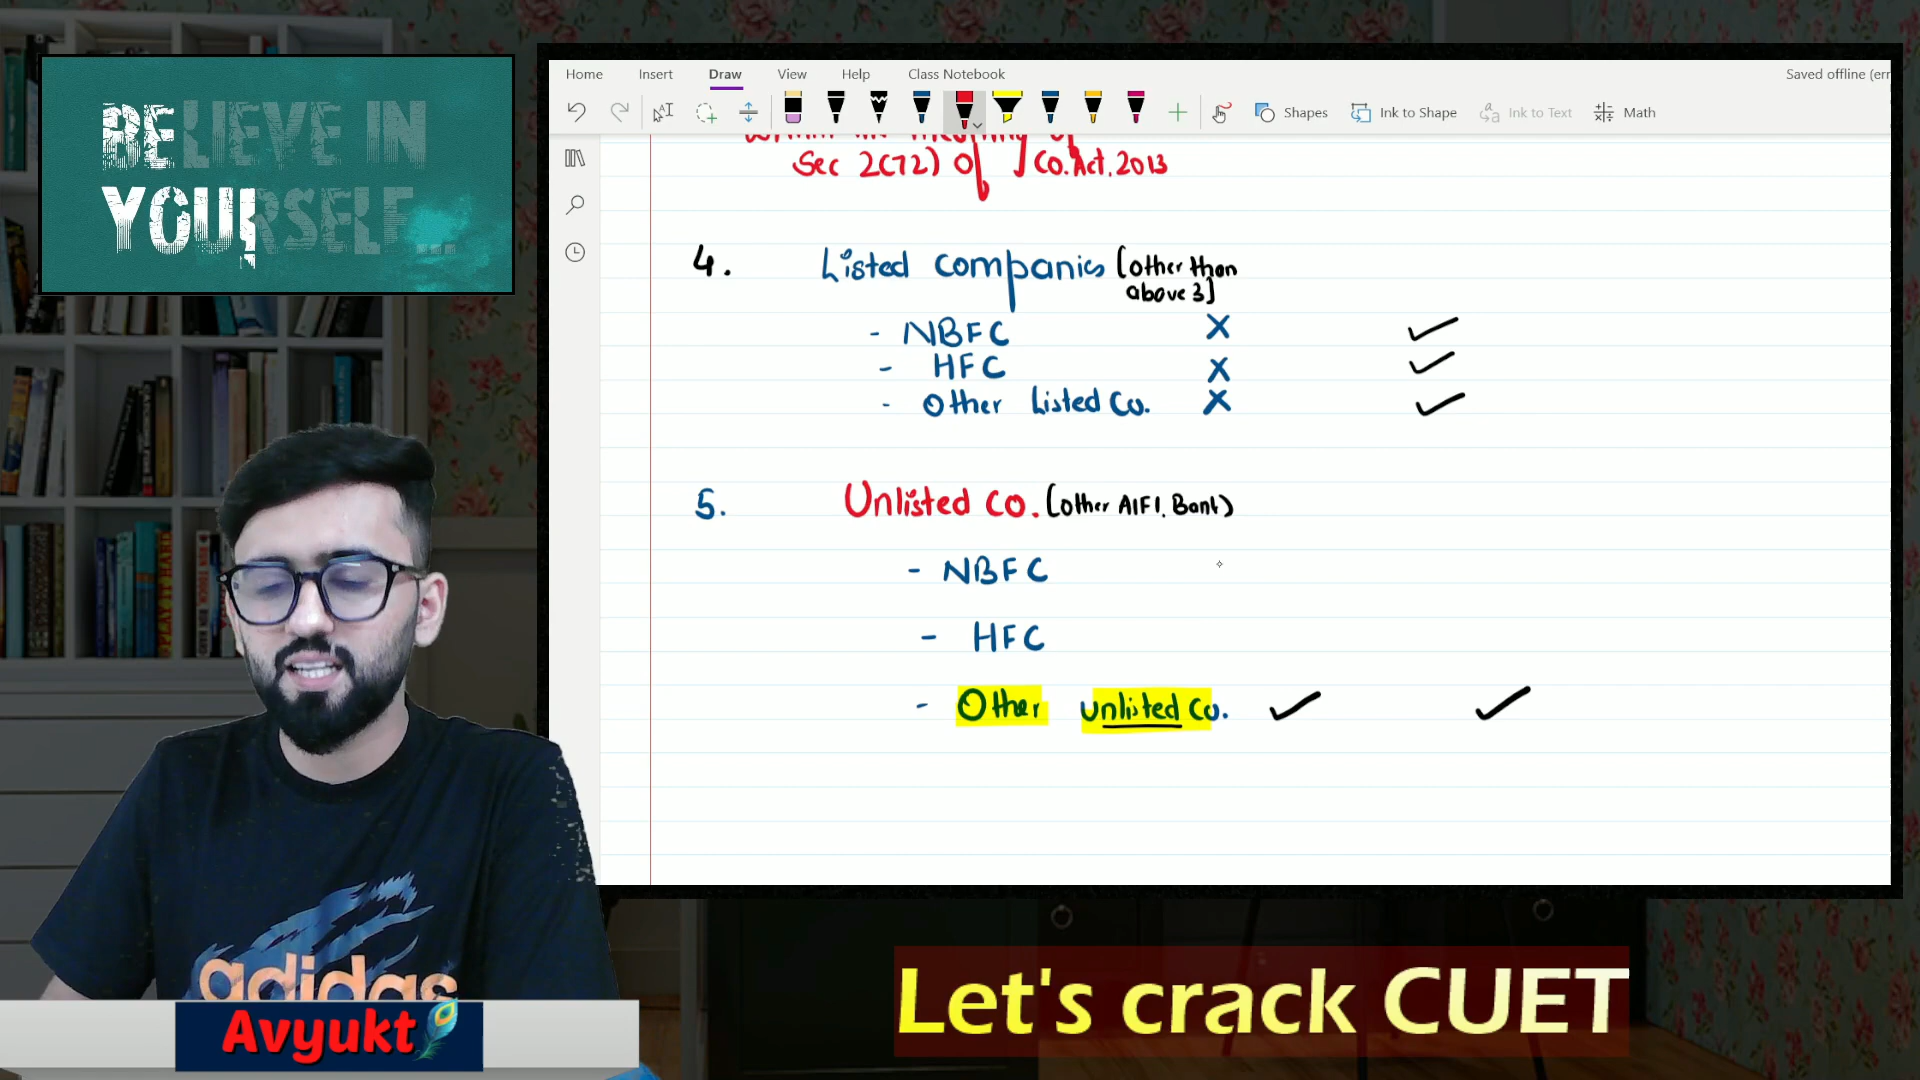 BELIEVE IN
YOURSELF...
Home Insert Draw View Help Class Notebook
Saved offline (err
Shapes Ink to Shape Ink to Text Math
Sec 2(72) of Co.Act.2013
4. Listed companies [other than
above 3]
- NBFC X ✓
- HFC X ✓
- Other Listed Co. X ✓
5. Unlisted Co. (other AIFI. Bank)
- NBFC
- HFC
- Other unlisted Co. ✓ ✓
adidas
Avyukt
Let's crack CUET